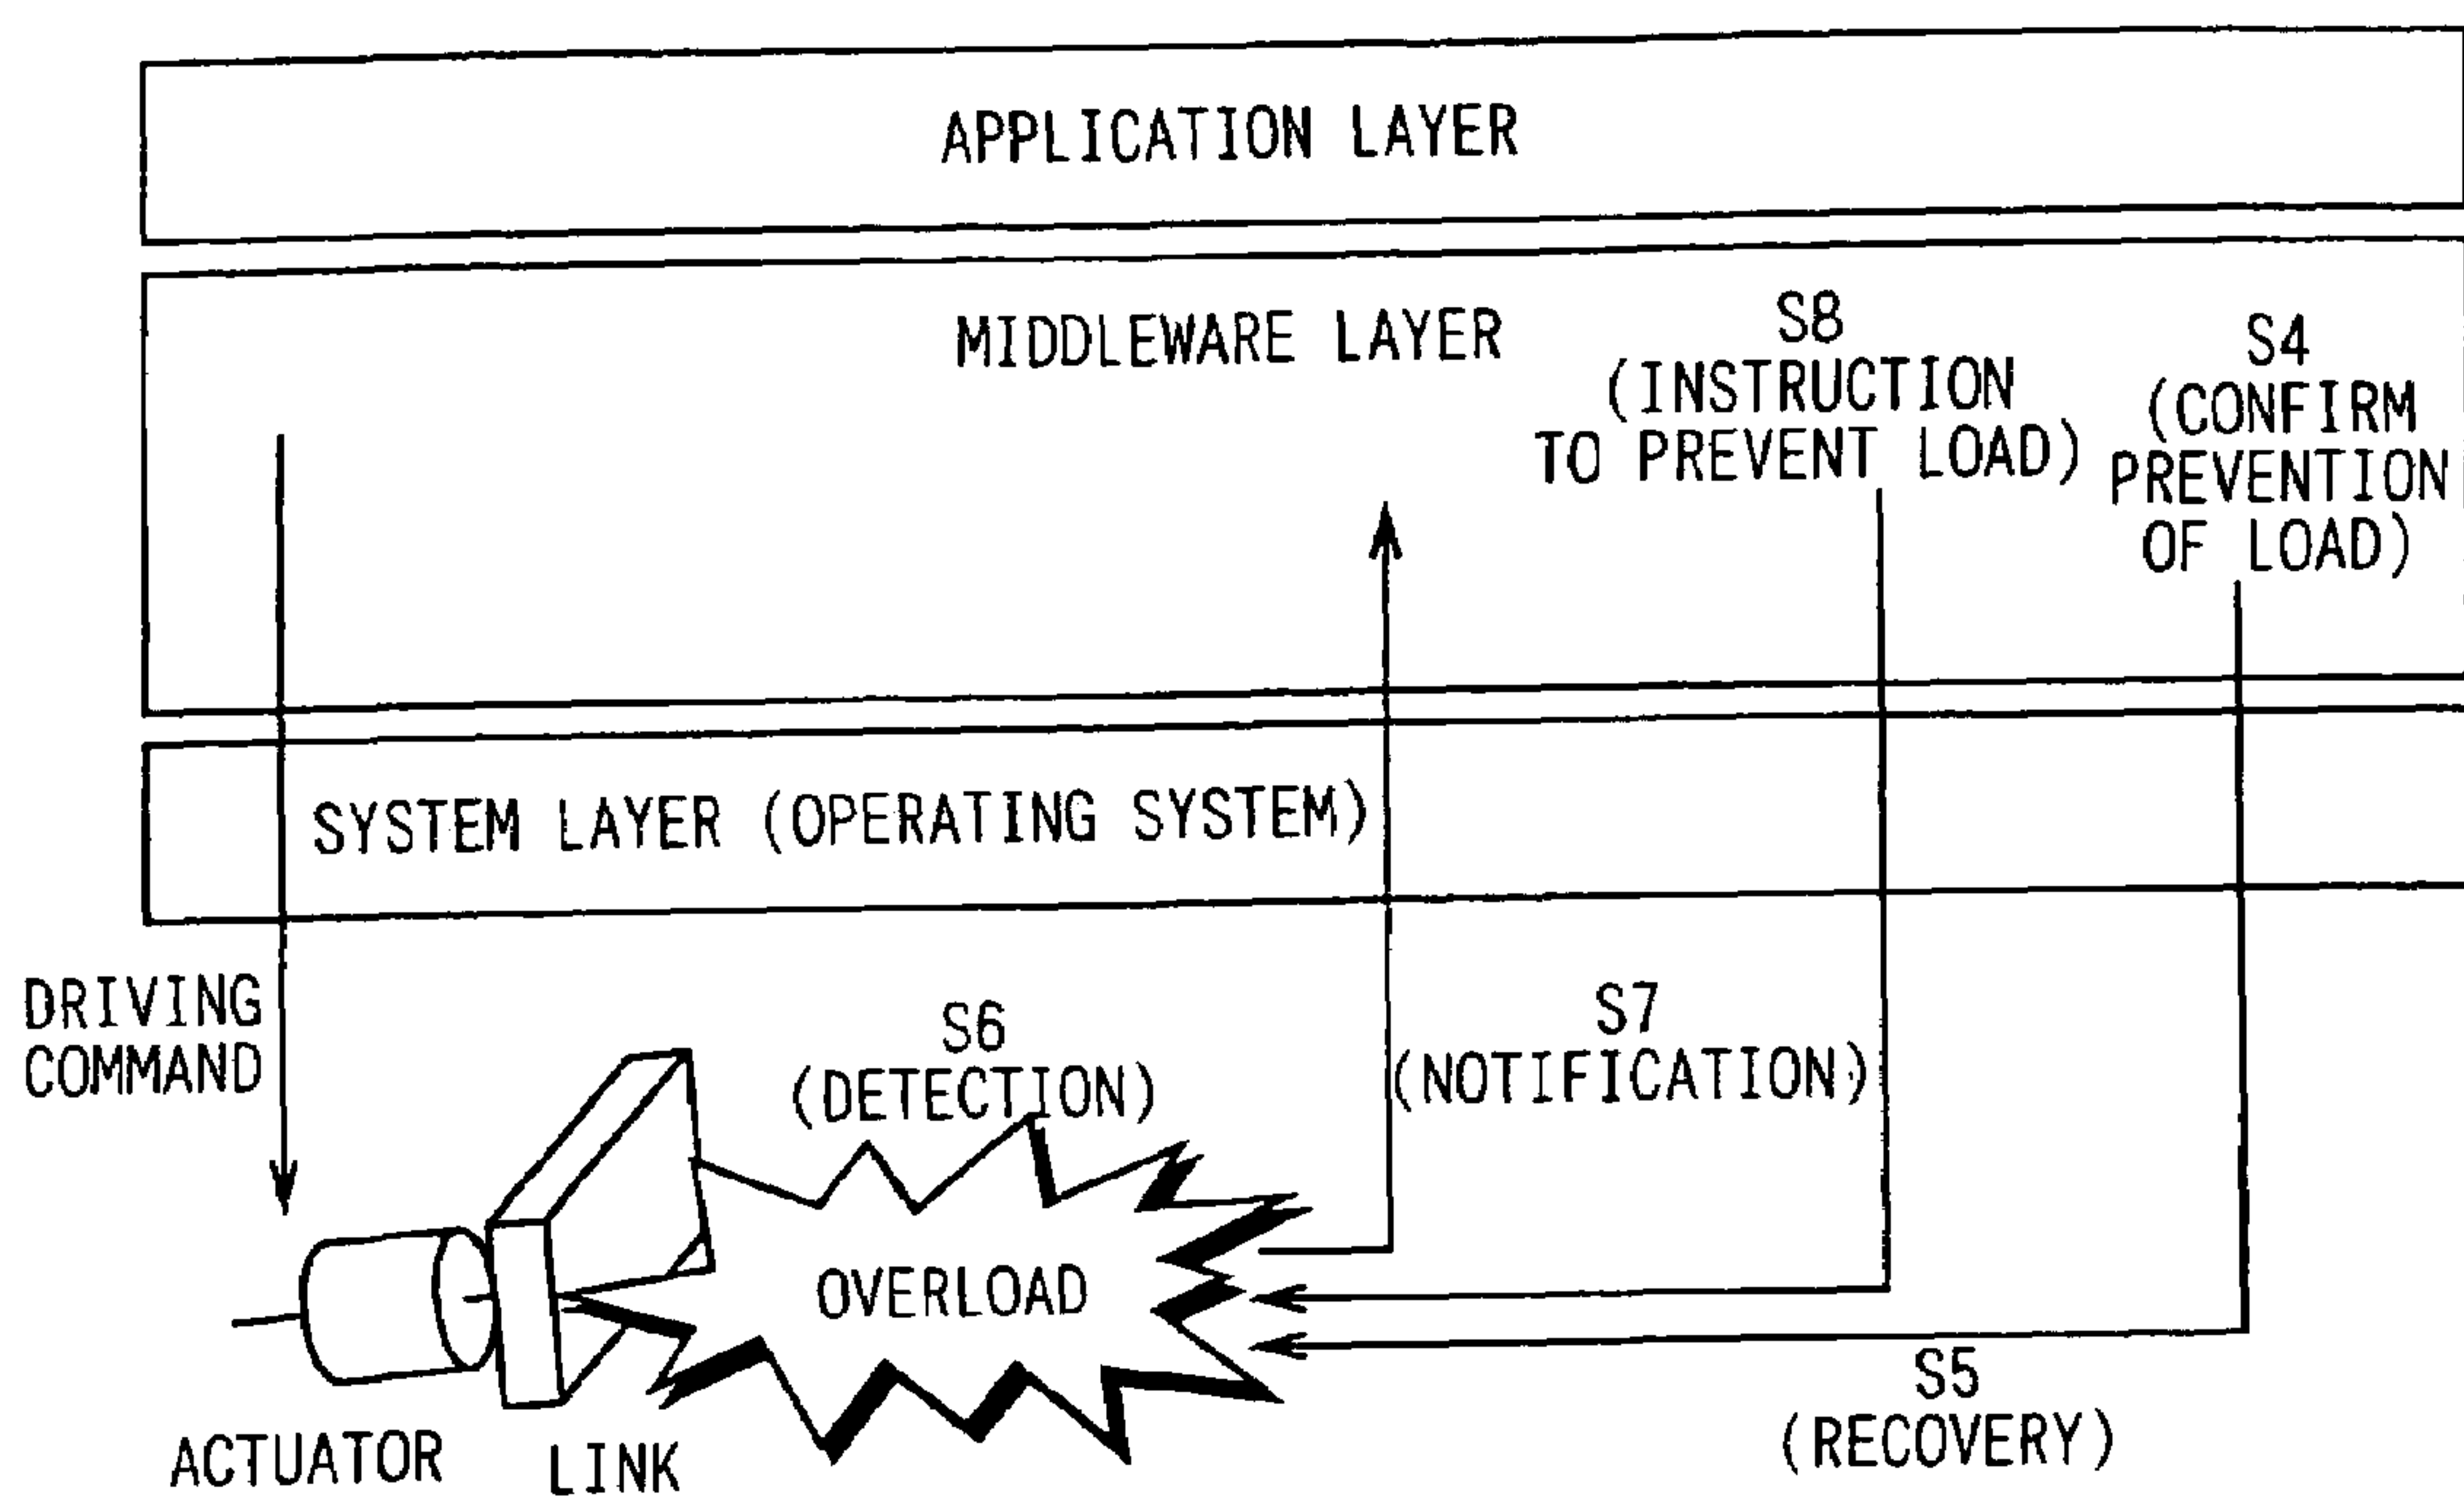 APPLICATION LAYER
MIDDLEWARE LAYER
S8
(INSTRUCTION
TO PREVENT LOAD)
S4
(CONFIRM
PREVENTION
OF LOAD)
SYSTEM LAYER (OPERATING SYSTEM)
DRIVING
COMMAND
S6
(DETECTION)
S7
(NOTIFICATION)
OVERLOAD
S5
(RECOVERY)
ACTUATOR
LINK